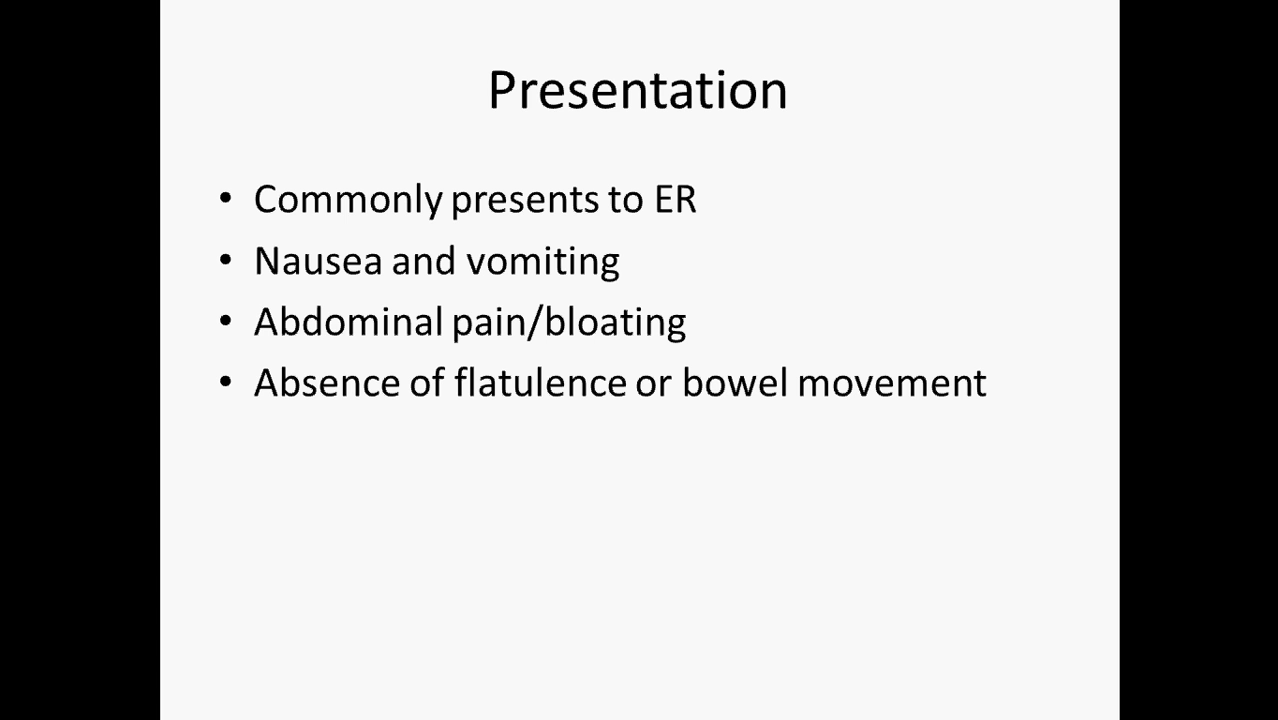 Presentation
• Commonly presents to ER
• Nausea and vomiting
• Abdominal pain/bloating
• Absence of flatulence or bowel movement